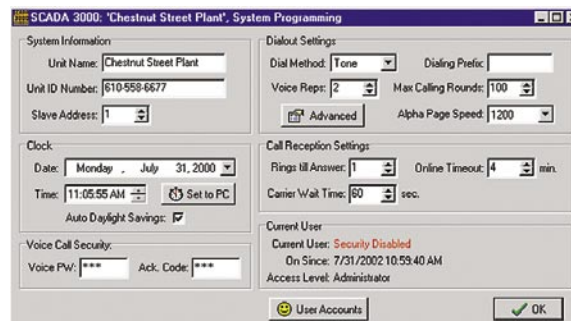 SCADA 3000: 'Chestnut Street Plant', System Programming
System Information
Unit Name: Chestnut Street Plant
Unit ID Number: 610-558-6677
Slave Address: 1
Clock
Date: Monday , July 31, 2000
Time: 11:05:55 AM Set to PC
Auto Daylight Savings:
Voice Call Security:
Voice PW: *** Ack. Code: ***
Dialout Settings
Dial Method: Tone Dialing Prefix:
Voice Reps: 2 Max Calling Rounds: 100
Advanced Alpha Page Speed: 1200
Call Reception Settings
Rings till Answer: 1 Online Timeout: 4 min.
Carrier Wait Time: 60 sec.
Current User
Current User: Security Disabled
On Since: 7/31/2002 10:59:40 AM
Access Level: Administrator
User Accounts OK